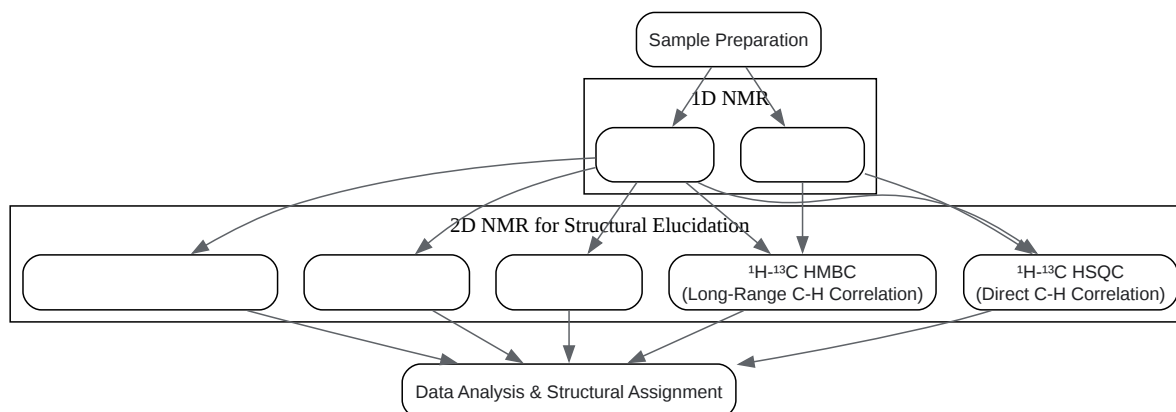 Sample Preparation
1D NMR
2D NMR for Structural Elucidation
¹H-¹³C HMBC
(Long-Range C-H Correlation)
¹H-¹³C HSQC
(Direct C-H Correlation)
Data Analysis & Structural Assignment